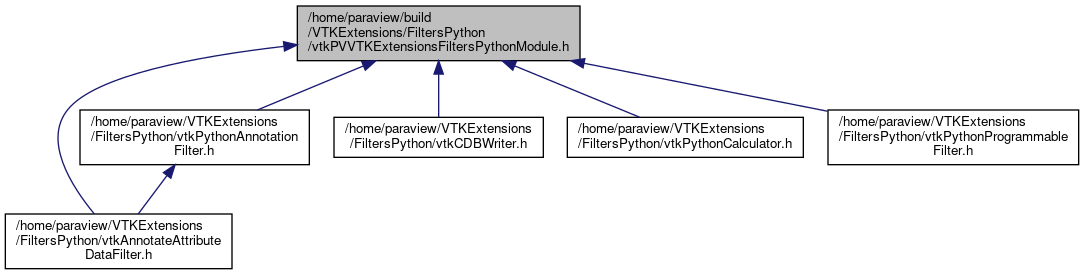 /home/paraview/build
/VTKExtensions/FiltersPython
/vtkPVVTKExtensionsFiltersPythonModule.h
/home/paraview/VTKExtensions
/FiltersPython/vtkPythonAnnotation
Filter.h
/home/paraview/VTKExtensions
/FiltersPython/vtkCDBWriter.h
/home/paraview/VTKExtensions
/FiltersPython/vtkPythonCalculator.h
/home/paraview/VTKExtensions
/FiltersPython/vtkPythonProgrammable
Filter.h
/home/paraview/VTKExtensions
/FiltersPython/vtkAnnotateAttribute
DataFilter.h